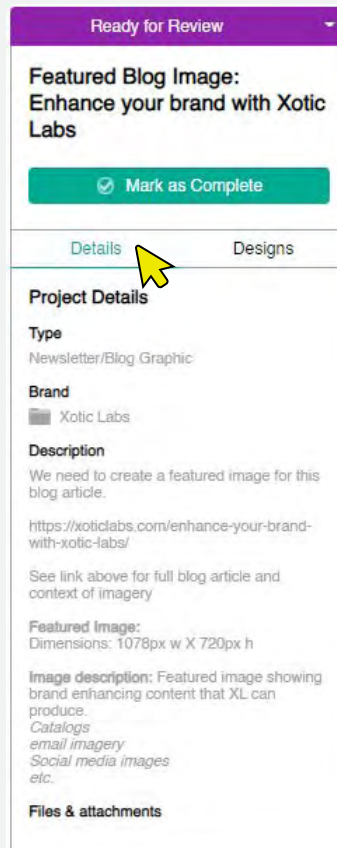 Ready for Review
Featured Blog Image:
Enhance your brand with Xotic
Labs
Mark as Complete
Details
Designs
Project Details
Type
Newsletter/Blog Graphic
Brand
Xotic Labs
Description
We need to create a featured image for this
blog article.
https://xoticlabs.com/enhance-your-brand-
with-xotic-labs/
See link above for full blog article and
context of imagery
Featured Image:
Dimensions: 1078px w X 720px h
Image description: Featured image showing
brand enhancing content that XL can
produce.
Catalogs
email imagery
Social media images
etc.
Files & attachments